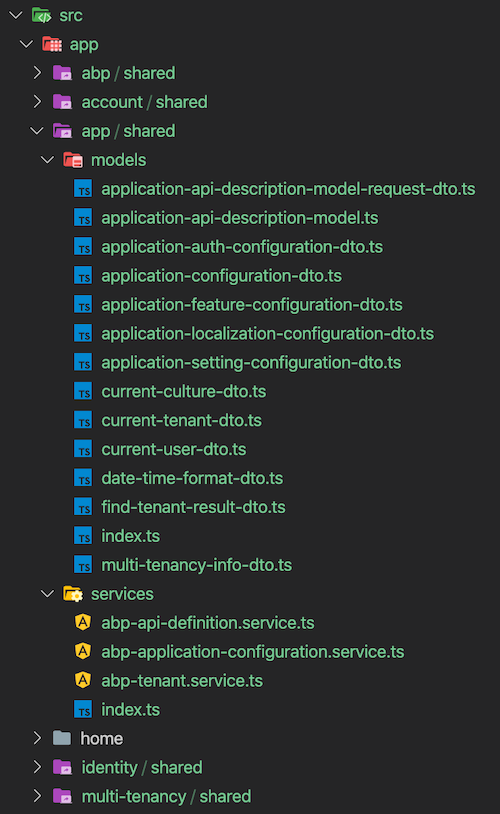 src
app
abp / shared
account / shared
app / shared
models
TS application-api-description-model-request-dto.ts
TS application-api-description-model.ts
TS application-auth-configuration-dto.ts
TS application-configuration-dto.ts
TS application-feature-configuration-dto.ts
TS application-localization-configuration-dto.ts
TS application-setting-configuration-dto.ts
TS current-culture-dto.ts
TS current-tenant-dto.ts
TS current-user-dto.ts
TS date-time-format-dto.ts
TS find-tenant-result-dto.ts
TS index.ts
TS multi-tenancy-info-dto.ts
services
A abp-api-definition.service.ts
A abp-application-configuration.service.ts
A abp-tenant.service.ts
TS index.ts
home
identity / shared
multi-tenancy / shared